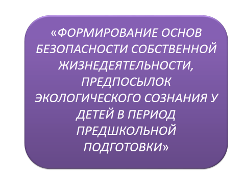 «ФОРМИРОВАНИЕ ОСНОВ
БЕЗОПАСНОСТИ СОБСТВЕННОЙ
ЖИЗНЕДЕЯТЕЛЬНОСТИ,
ПРЕДПОСЫЛОК
ЭКОЛОГИЧЕСКОГО СОЗНАНИЯ У
ДЕТЕЙ В ПЕРИОД
ПРЕДШКОЛЬНОЙ
ПОДГОТОВКИ»